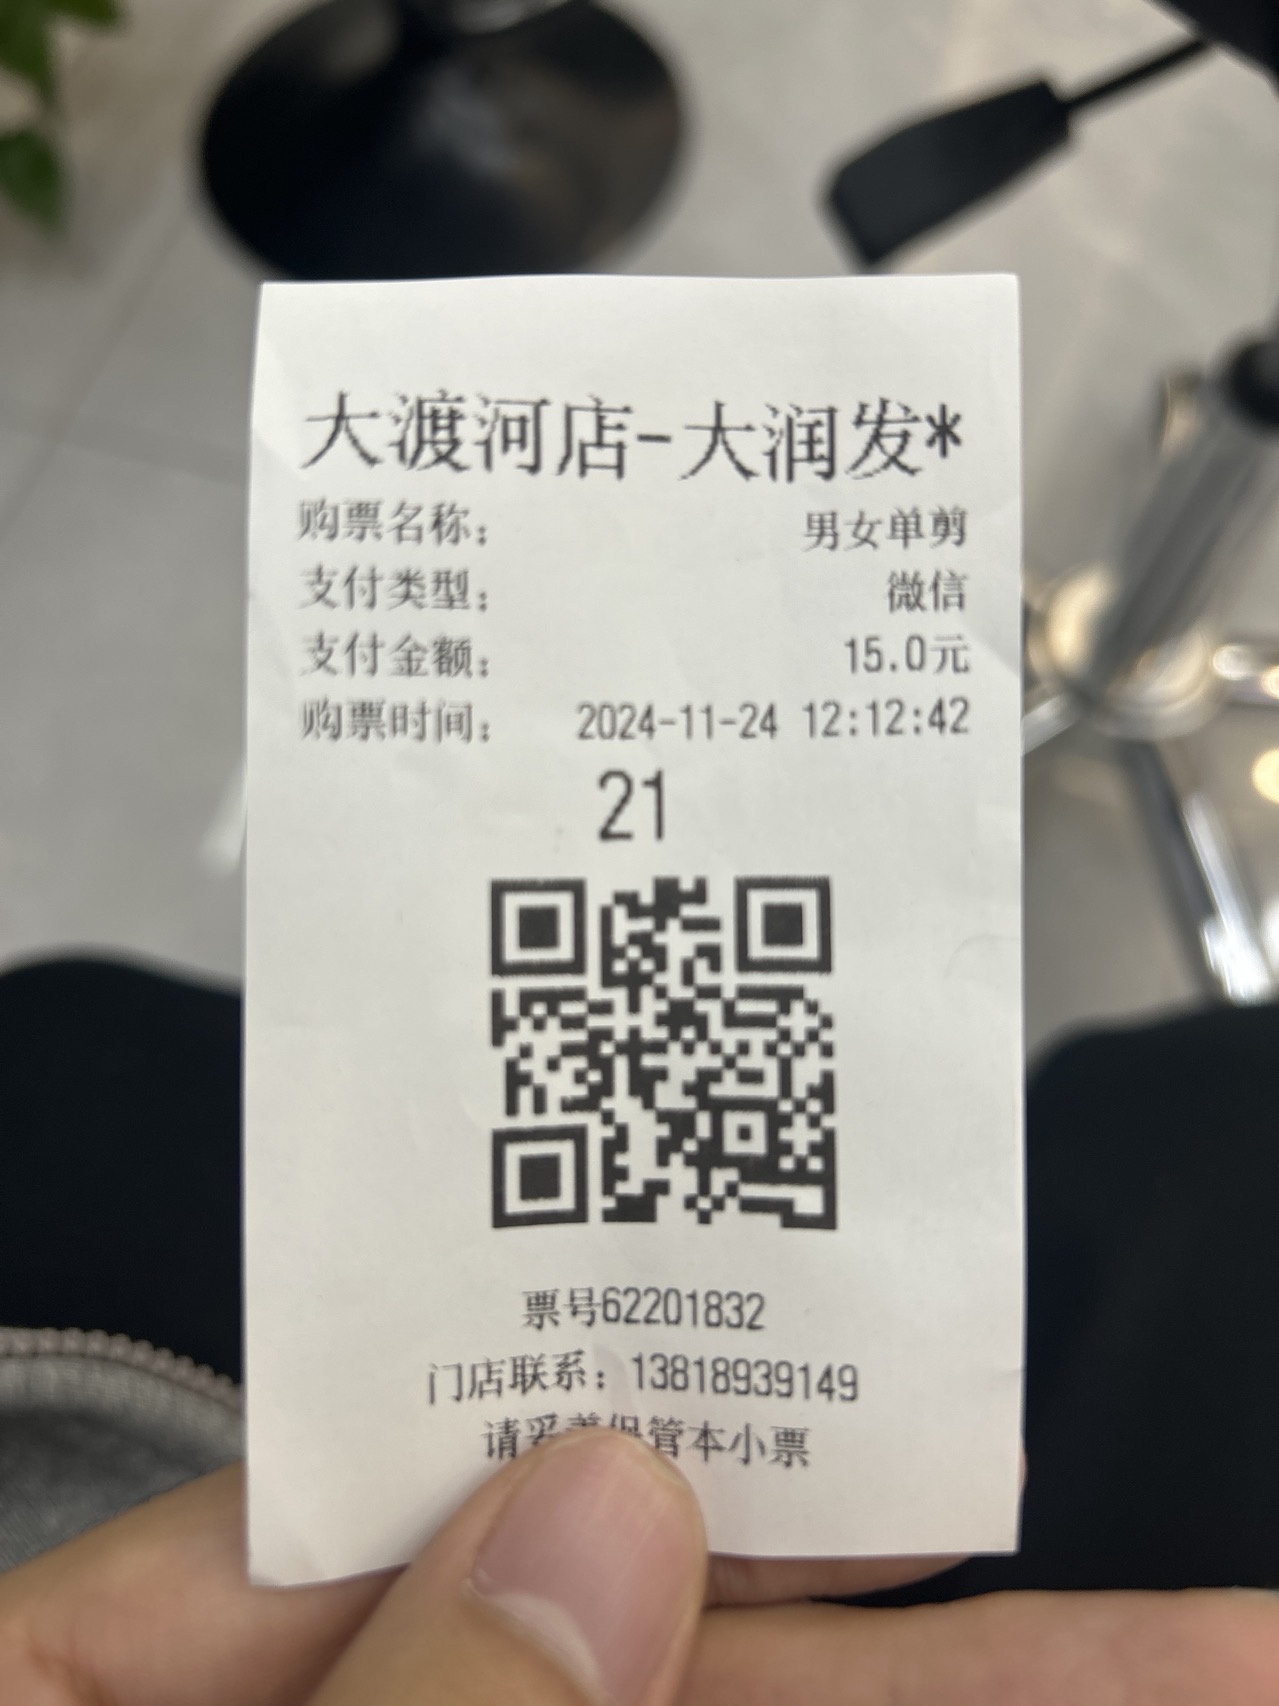 大渡河店-大润发*
购票名称： 男女单剪
支付类型： 微信
支付金额： 15.0元
购票时间： 2024-11-24 12:12:42
21
票号62201832
门店联系：13818939149
请妥善保管本小票